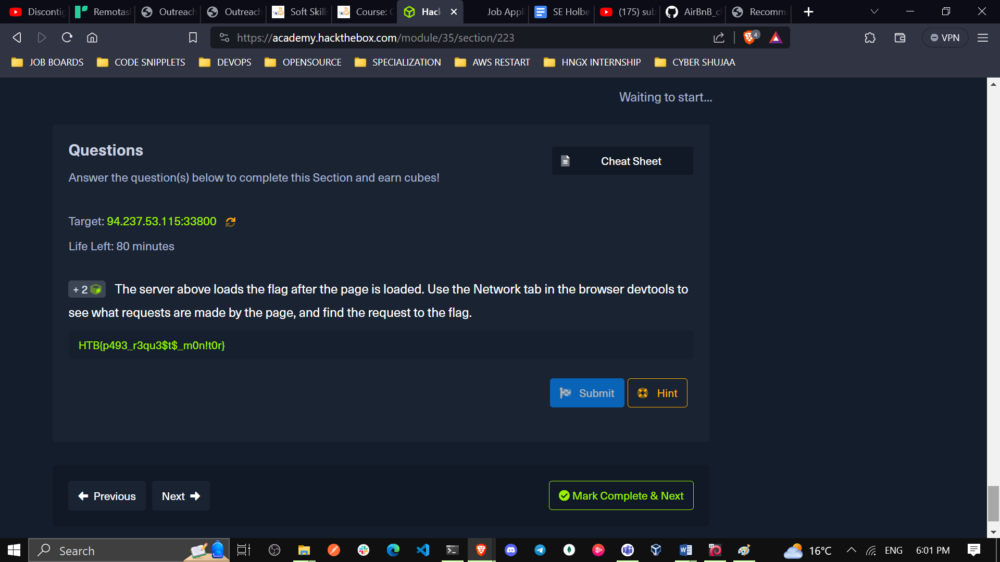 Discontig
Remotas
Outreach
Outreach
Soft Skills
Course: C
Hac
Job Appl
SE Holbe
(175) sub
AirBnB_cl
Recomm
https://academy.hackthebox.com/module/35/section/223
4
VPN
JOB BOARDS
CODE SNIPPLETS
DEVOPS
OPENSOURCE
SPECIALIZATION
AWS RESTART
HNGX INTERNSHIP
CYBER SHUJAA
Waiting to start...
Questions
Cheat Sheet
Answer the question(s) below to complete this Section and earn cubes!
Target: 94.237.53.115:33800
Life Left: 80 minutes
+ 2 The server above loads the flag after the page is loaded. Use the Network tab in the browser devtools to
see what requests are made by the page, and find the request to the flag.
HTB{p493_r3qu3$t$_m0n!t0r}
Submit
Hint
Previous
Next
Mark Complete & Next
Search
16°C
ENG
6:01 PM